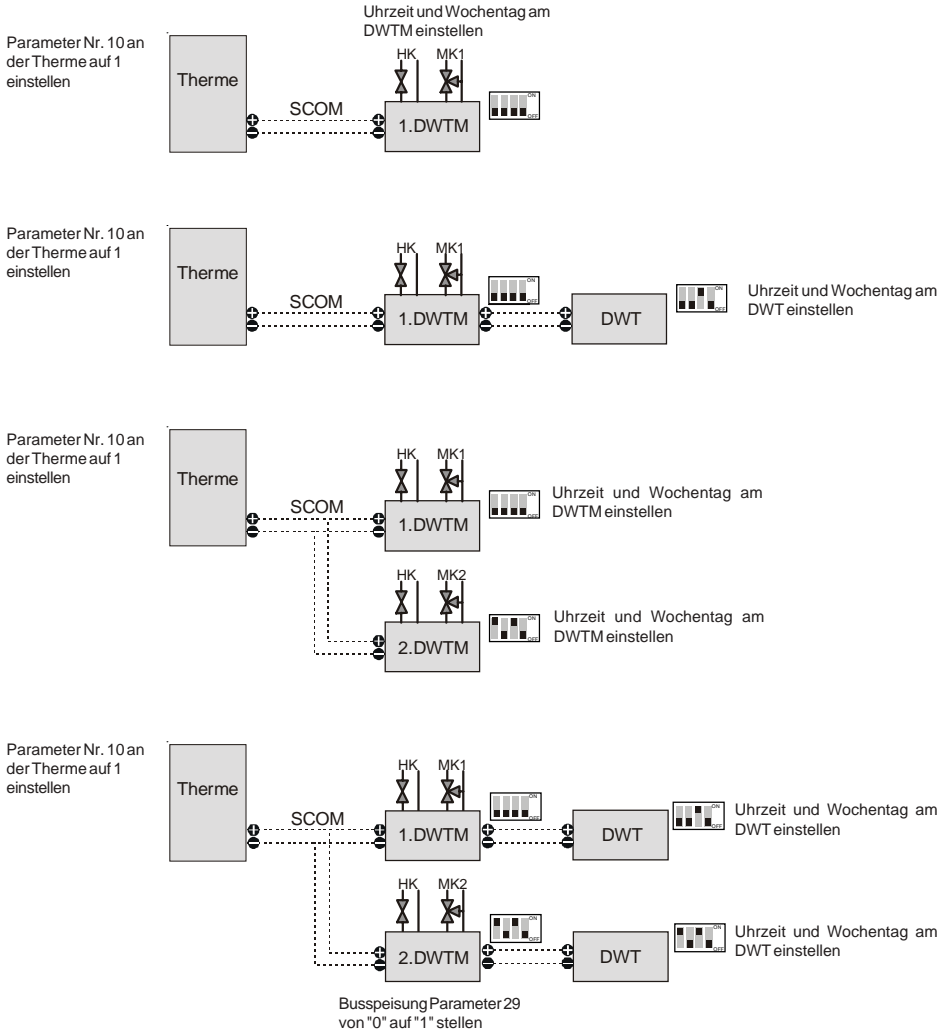 Uhrzeit und Wochentag am
DWTM einstellen
Parameter Nr. 10 an
der Therme auf 1
einstellen
Therme
SCOM
HK MK1
1.DWTM
ON
OFF
Parameter Nr. 10 an
der Therme auf 1
einstellen
Therme
SCOM
HK MK1
1.DWTM
ON
OFF
DWT
ON
OFF
Uhrzeit und Wochentag am
DWT einstellen
Parameter Nr. 10 an
der Therme auf 1
einstellen
Therme
SCOM
HK MK1
1.DWTM
ON
OFF
Uhrzeit und Wochentag am
DWTM einstellen
HK MK2
2.DWTM
ON
OFF
Uhrzeit und Wochentag am
DWTM einstellen
Parameter Nr. 10 an
der Therme auf 1
einstellen
Therme
SCOM
HK MK1
1.DWTM
ON
OFF
DWT
ON
OFF
Uhrzeit und Wochentag am
DWT einstellen
HK MK2
2.DWTM
ON
OFF
DWT
ON
OFF
Uhrzeit und Wochentag am
DWT einstellen
Busspeisung Parameter 29
von "0" auf "1" stellen